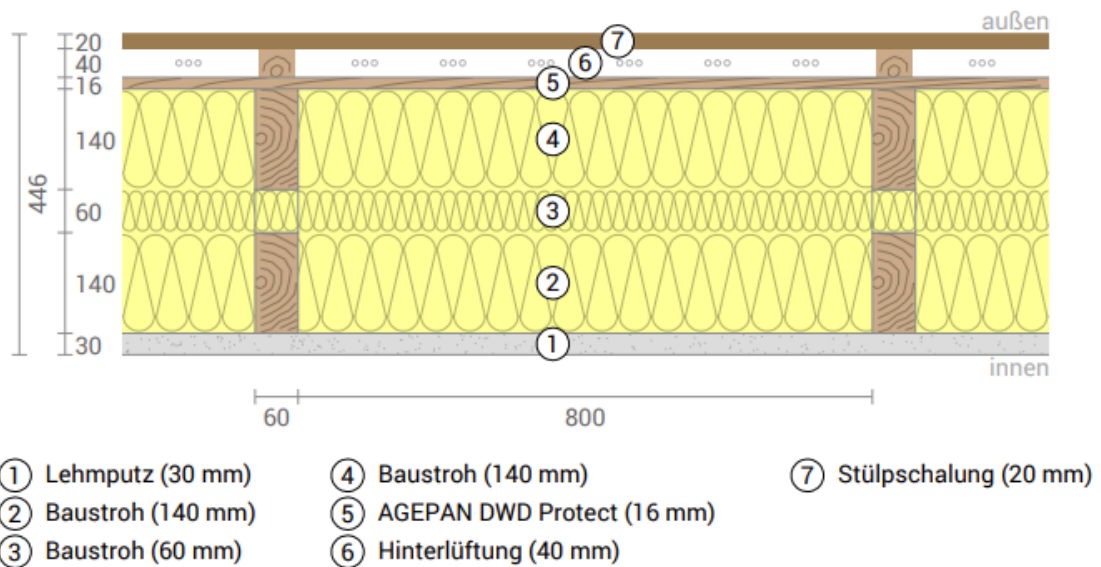 außen
20
40
16
140
60
140
30
446
7
6
5
4
3
2
1
innen
60
800
1 Lehmputz (30 mm)
2 Baustroh (140 mm)
3 Baustroh (60 mm)
4 Baustroh (140 mm)
5 AGEPAN DWD Protect (16 mm)
6 Hinterlüftung (40 mm)
7 Stülpschalung (20 mm)